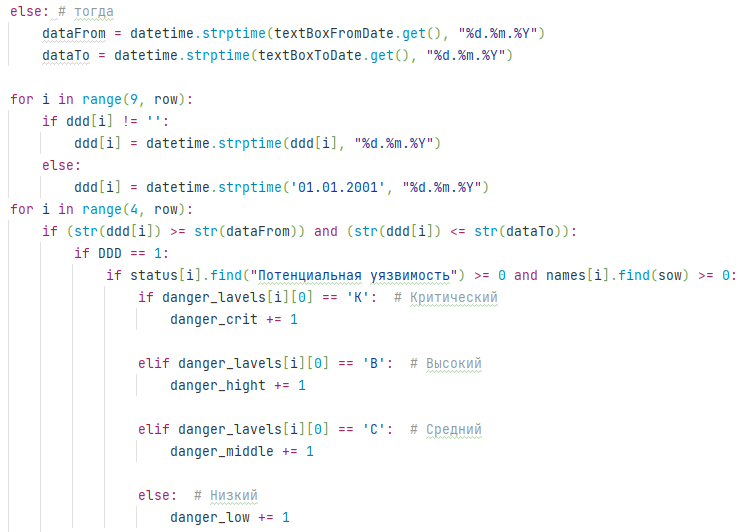 else: # тогда
    dataFrom = datetime.strptime(textBoxFromDate.get(), "%d.%m.%Y")
    dataTo = datetime.strptime(textBoxToDate.get(), "%d.%m.%Y")

for i in range(9, row):
    if ddd[i] != '':
        ddd[i] = datetime.strptime(ddd[i], "%d.%m.%Y")
    else:
        ddd[i] = datetime.strptime('01.01.2001', "%d.%m.%Y")
for i in range(4, row):
    if (str(ddd[i]) >= str(dataFrom)) and (str(ddd[i]) <= str(dataTo)):
        if DDD == 1:
            if status[i].find("Потенциальная уязвимость") >= 0 and names[i].find(sow) >= 0:
                if danger_lavels[i][0] == 'К':  # Критический
                    danger_crit += 1

                elif danger_lavels[i][0] == 'В':  # Высокий
                    danger_hight += 1

                elif danger_lavels[i][0] == 'С':  # Средний
                    danger_middle += 1

                else:  # Низкий
                    danger_low += 1